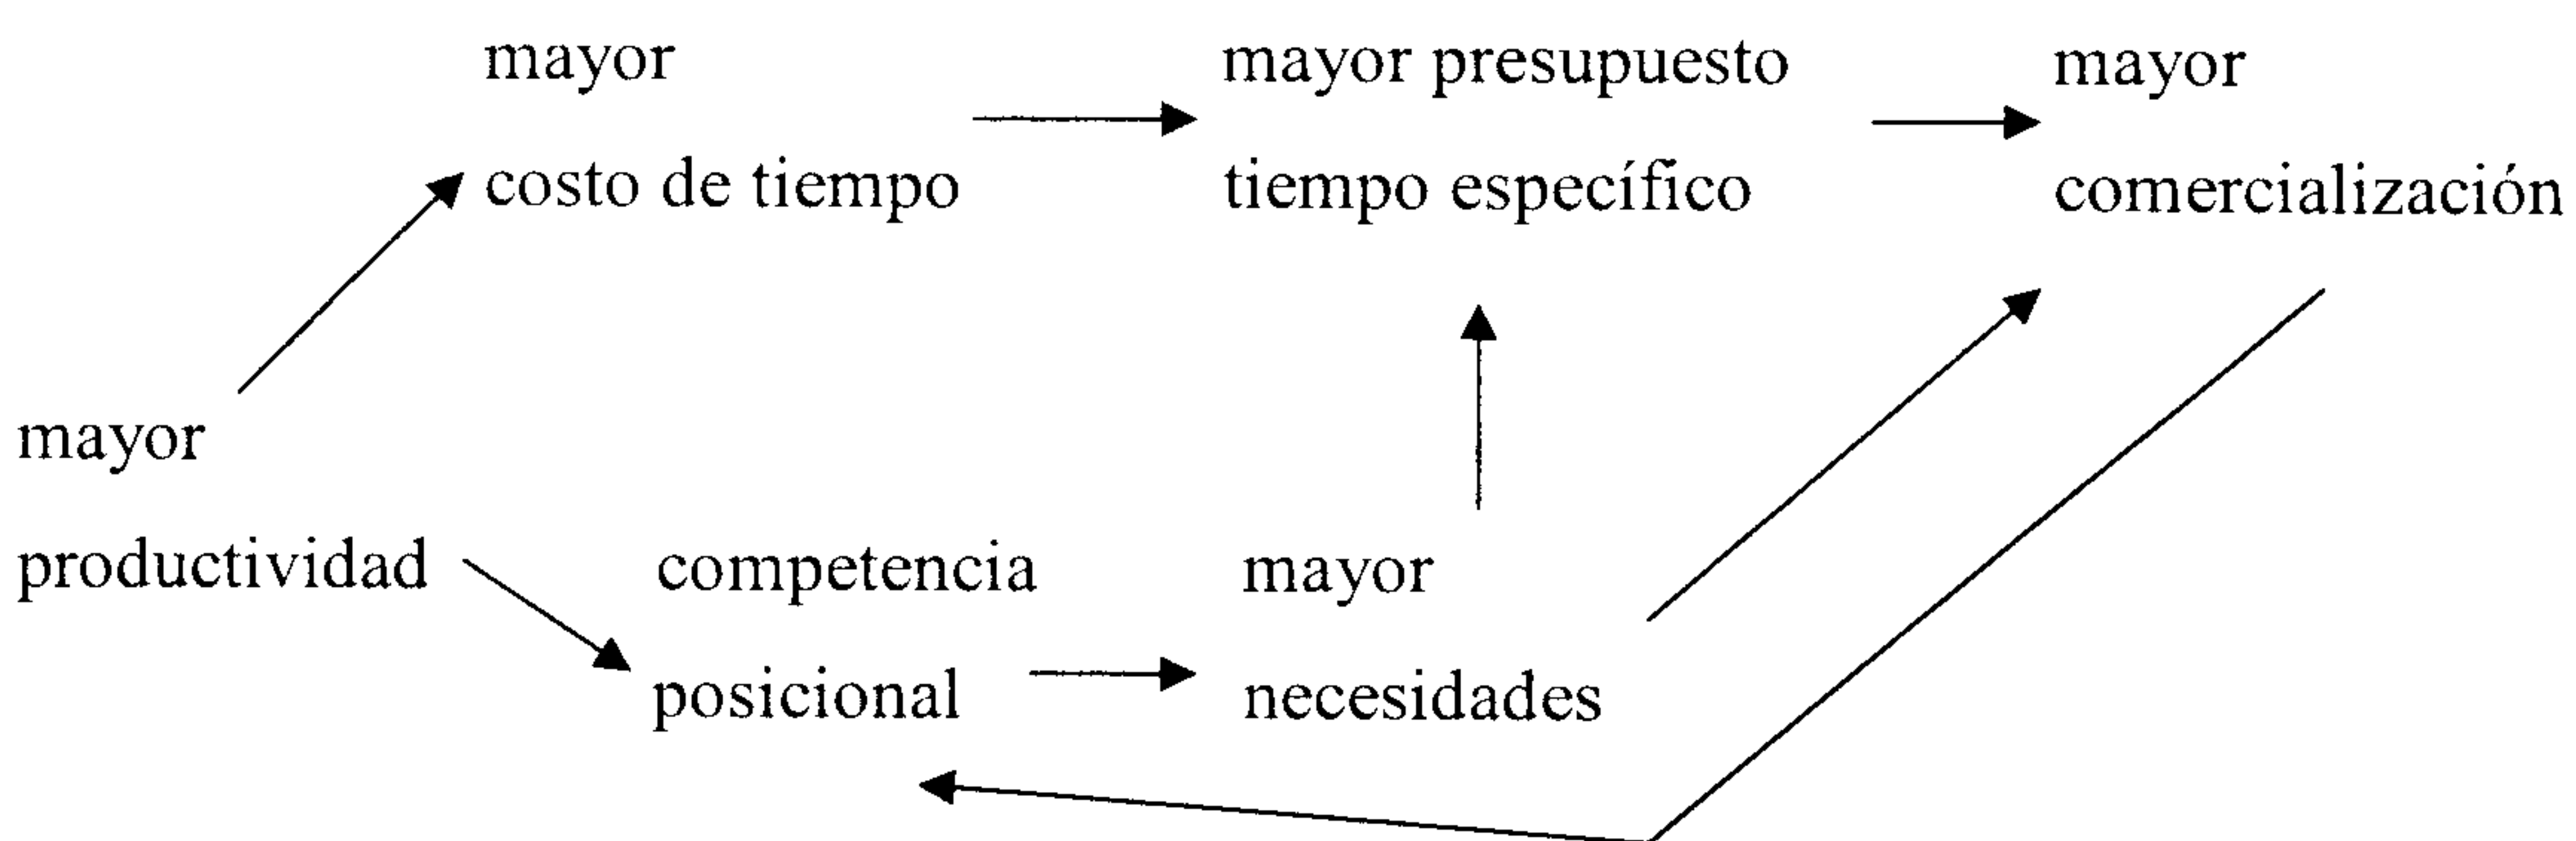 mayor
costo de tiempo
mayor presupuesto
tiempo específico
mayor
comercialización
mayor
productividad
competencia
posicional
mayor
necesidades